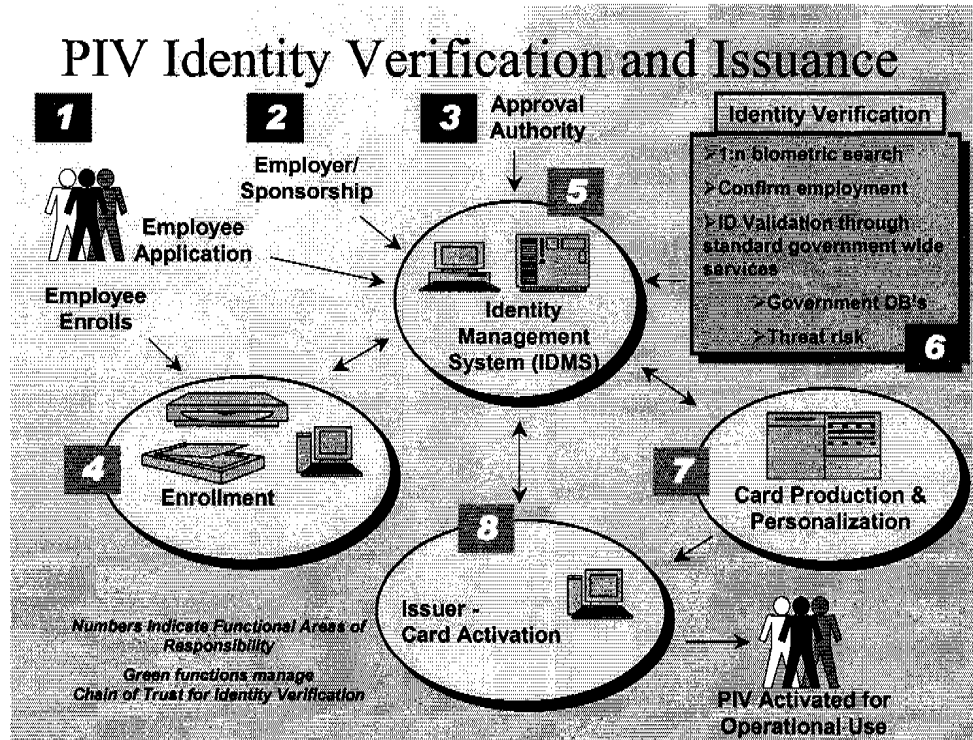 PIV Identity Verification and Issuance
1
2
3
Approval
Authority
Employer/
Sponsorship
Employee
Application
Employee
Enrolls
5
Identity
Management
System (IDMS)
Identity Verification
➢1:n biometric search
➢Confirm employment
➢ID Validation through
standard government wide
services
➢Government DB's
➢Threat risk
6
4
Enrollment
7
Card Production &
Personalization
8
Issuer -
Card Activation
Numbers Indicate Functional Areas of
Responsibility
Green functions manage
Chain of Trust for Identity Verification
PIV Activated for
Operational Use